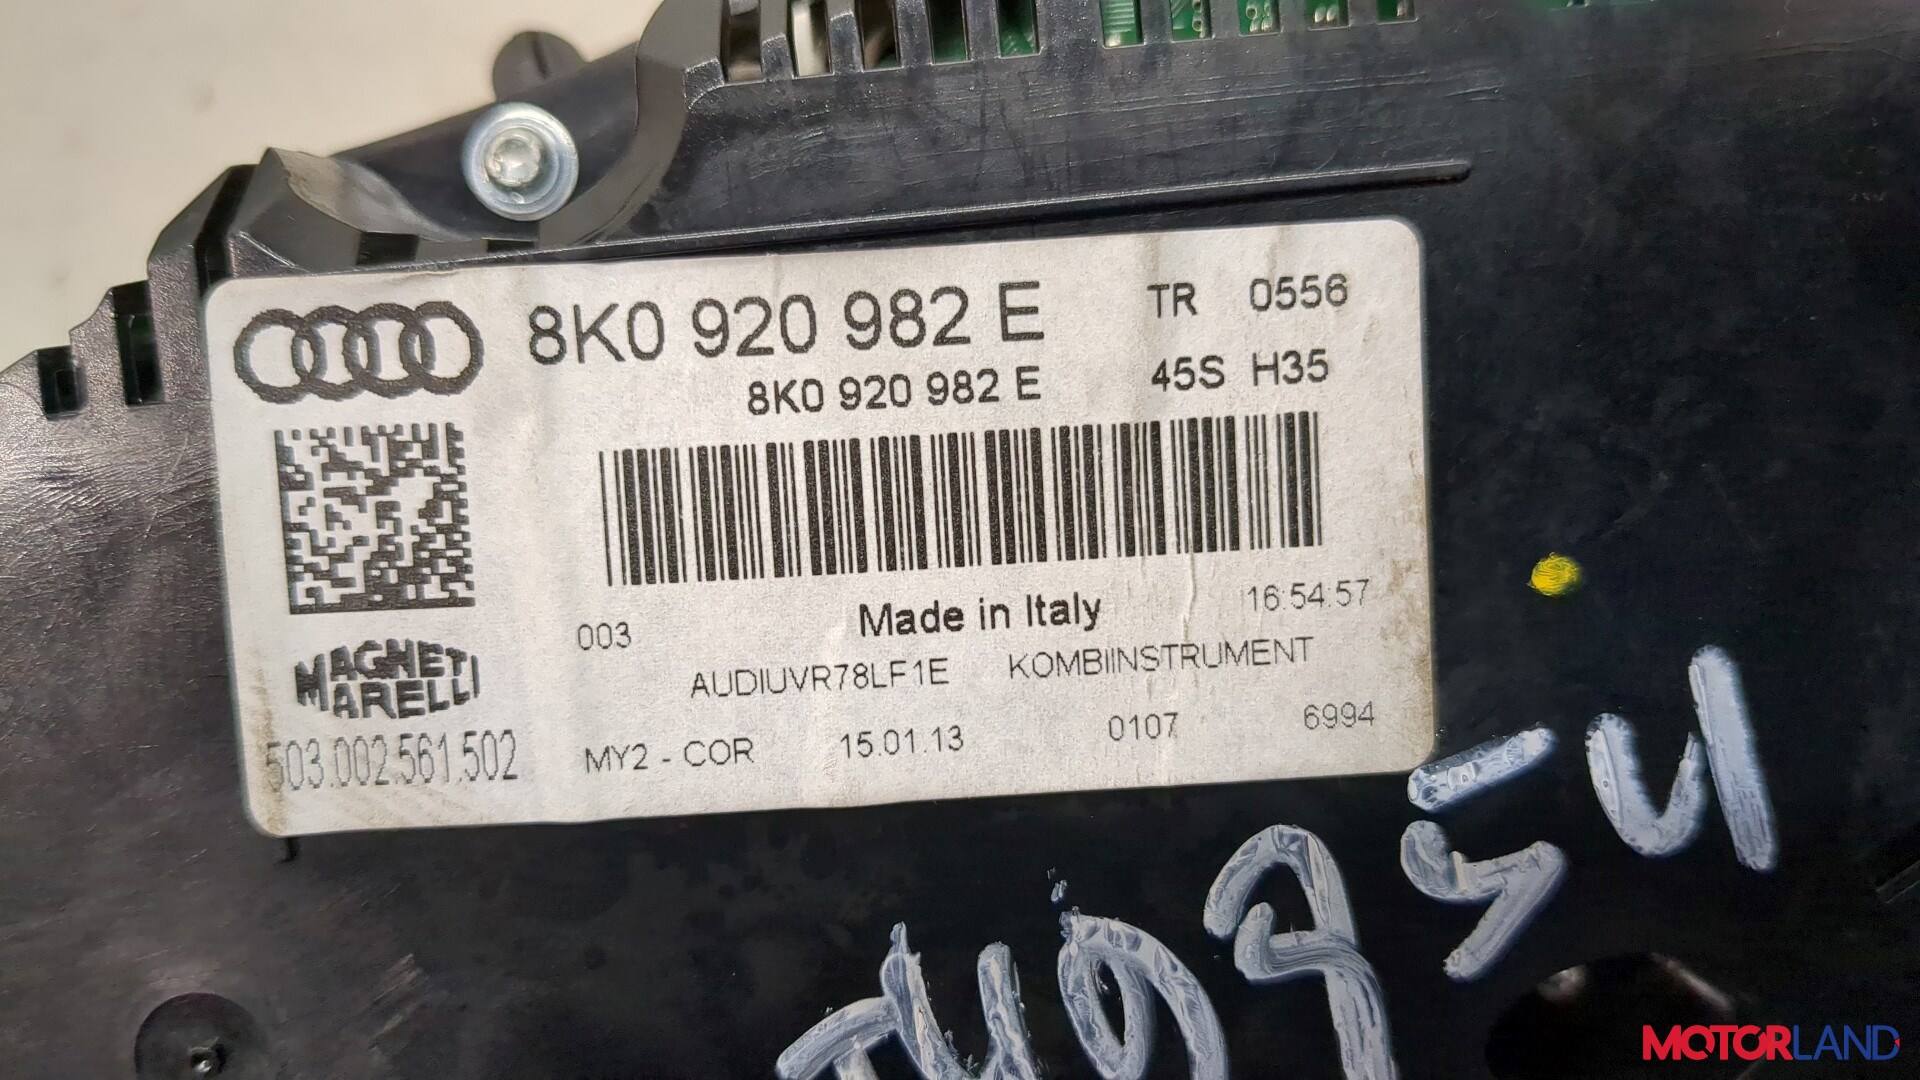 8K0 920 982 E
TR 0556
8K0 920 982 E
45S H35
16:54:57
Made in Italy
003
AUDIUVR78LF1E KOMBIINSTRUMENT
MAGNETI
MARELLI
503.002.561.502
MY2 - COR 15.01.13 0107 6994
MOTORLAND